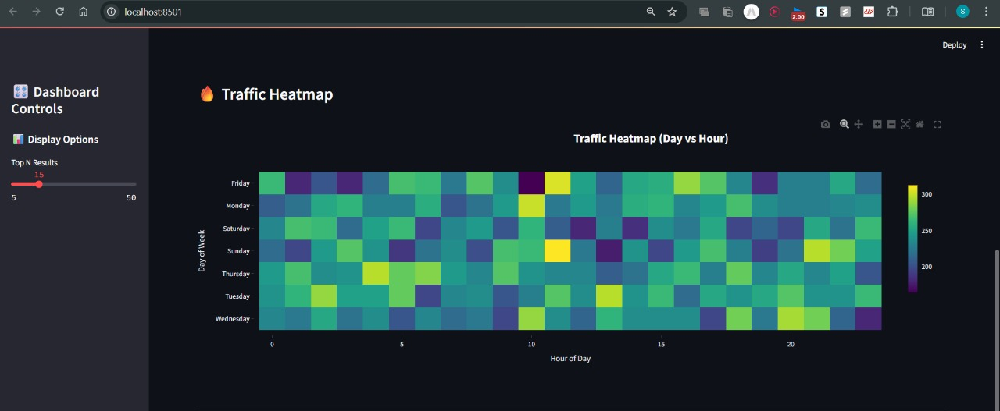 localhost:8501
2.00
S
S
Deploy
Dashboard
Controls
Display Options
Top N Results
15
5 50
Traffic Heatmap
Traffic Heatmap (Day vs Hour)
Day of Week
Friday
Monday
Saturday
Sunday
Thursday
Tuesday
Wednesday
0 5 10 15 20
Hour of Day
300
250
200